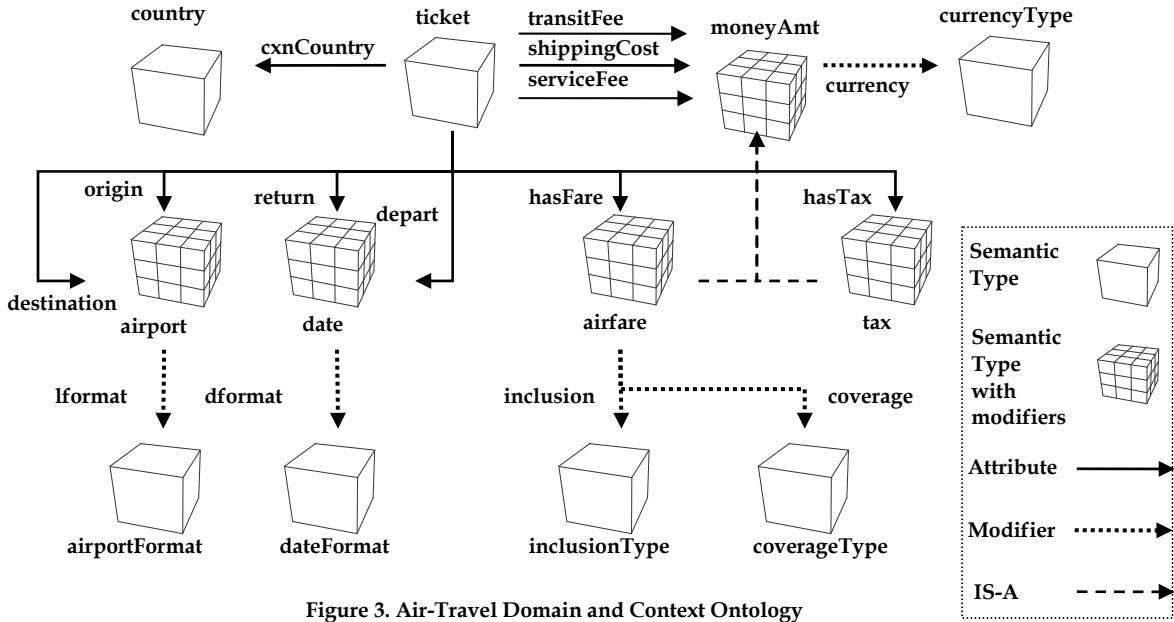 country
ticket
transitFee
moneyAmt
currencyType
cxnCountry
shippingCost
serviceFee
currency
origin
return
depart
hasFare
hasTax
destination
airport
date
airfare
tax
lformat
dformat
inclusion
coverage
airportFormat
dateFormat
inclusionType
coverageType
Semantic
Type
Semantic
Type
with
modifiers
Attribute
Modifier
IS-A
Figure 3. Air-Travel Domain and Context Ontology